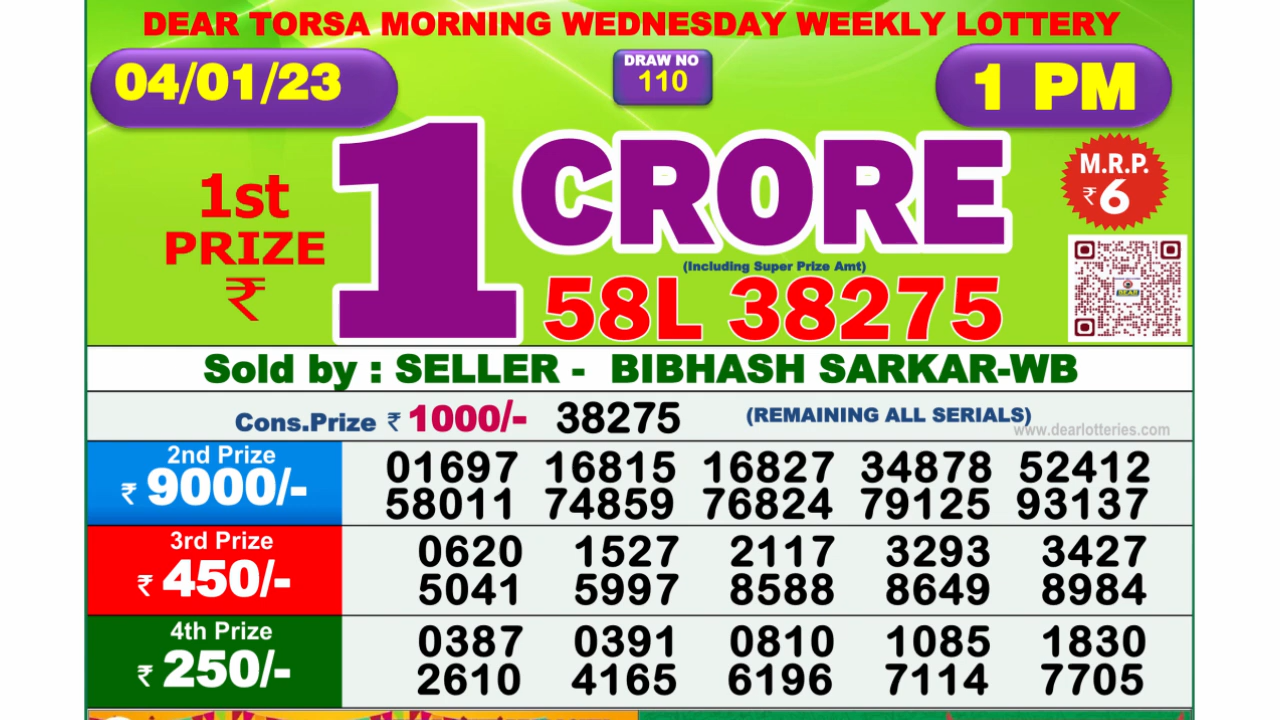 DEAR TORSA MORNING WEDNESDAY WEEKLY LOTTERY
04/01/23
DRAW NO
110
1 PM
1st
PRIZE
₹
1 CRORE
(Including Super Prize Amt)
58L 38275
M.R.P.
₹ 6
DEAR
Sold by : SELLER - BIBHASH SARKAR-WB
Cons.Prize ₹ 1000/- 38275 (REMAINING ALL SERIALS)
www.dearlotteries.com
2nd Prize
₹ 9000/-
01697 16815 16827 34878 52412
58011 74859 76824 79125 93137
3rd Prize
₹ 450/-
0620 1527 2117 3293 3427
5041 5997 8588 8649 8984
4th Prize
₹ 250/-
0387 0391 0810 1085 1830
2610 4165 6196 7114 7705